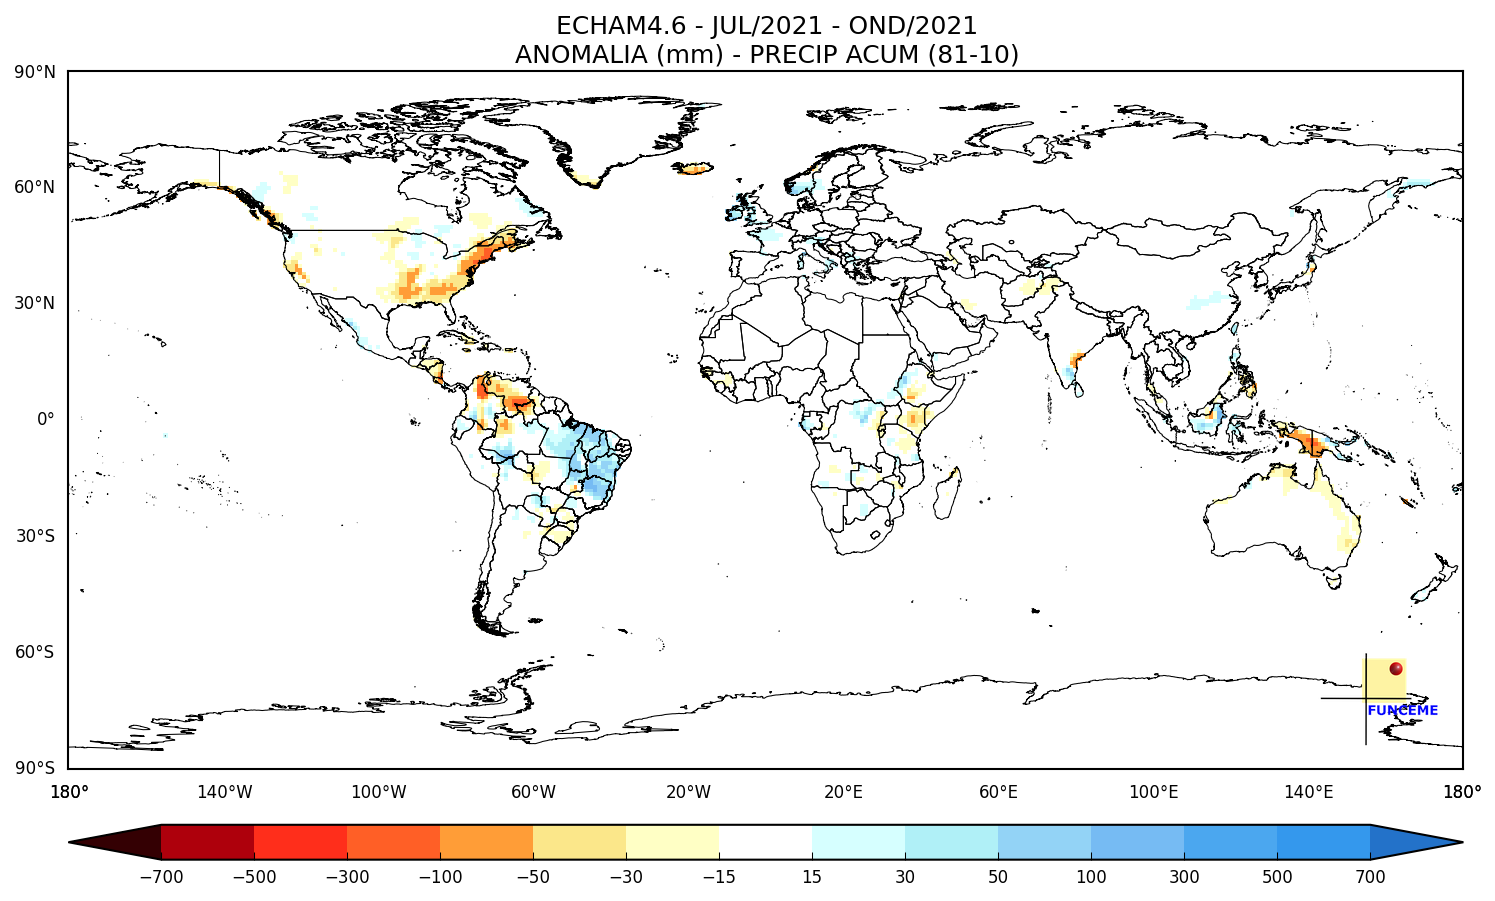 ECHAM4.6 - JUL/2021 - OND/2021
ANOMALIA (mm) - PRECIP ACUM (81-10)
90°N
60°N
30°N
0°
30°S
60°S
90°S
180° 140°W 100°W 60°W 20°W 20°E 60°E 100°E 140°E 180°
FUNCEME
−700 −500 −300 −100 −50 −30 −15 15 30 50 100 300 500 700